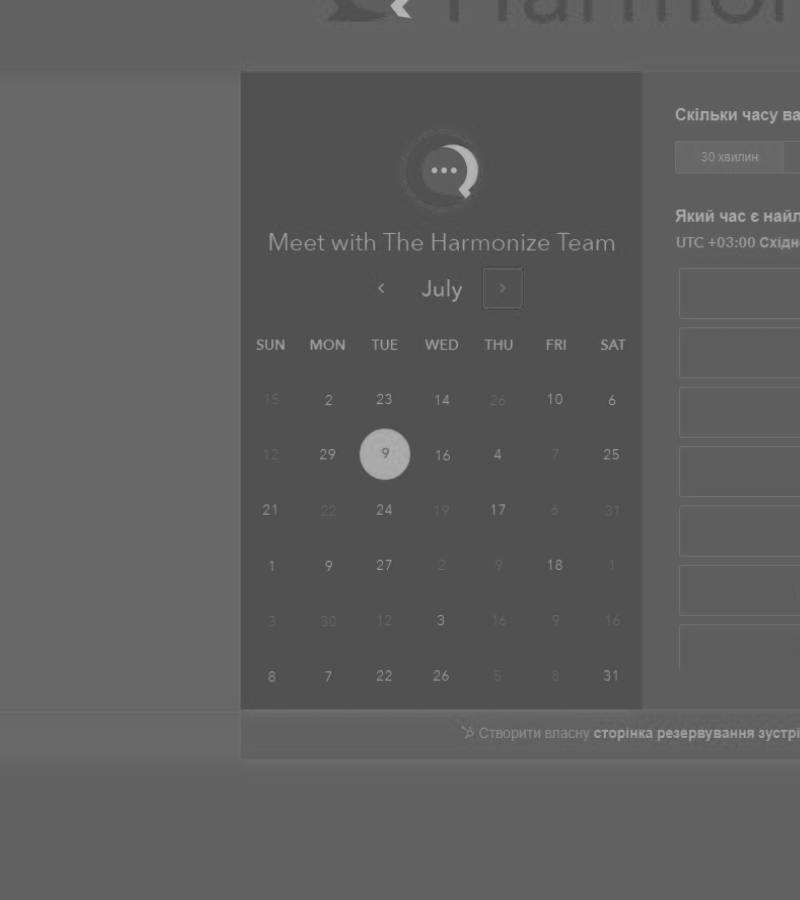 Harmon
Meet with The Harmonize Team
July
SUN MON TUE WED THU FRI SAT
15 2 23 14 26 10 6
12 29 9 16 4 7 25
21 22 24 19 17 6 31
1 9 27 2 9 18 1
3 30 12 3 16 9 16
8 7 22 26 5 8 31
Скільки часу ва
30 хвилин
Який час є найл
UTC +03:00 Східн
Створити власну сторінка резервування зустрі